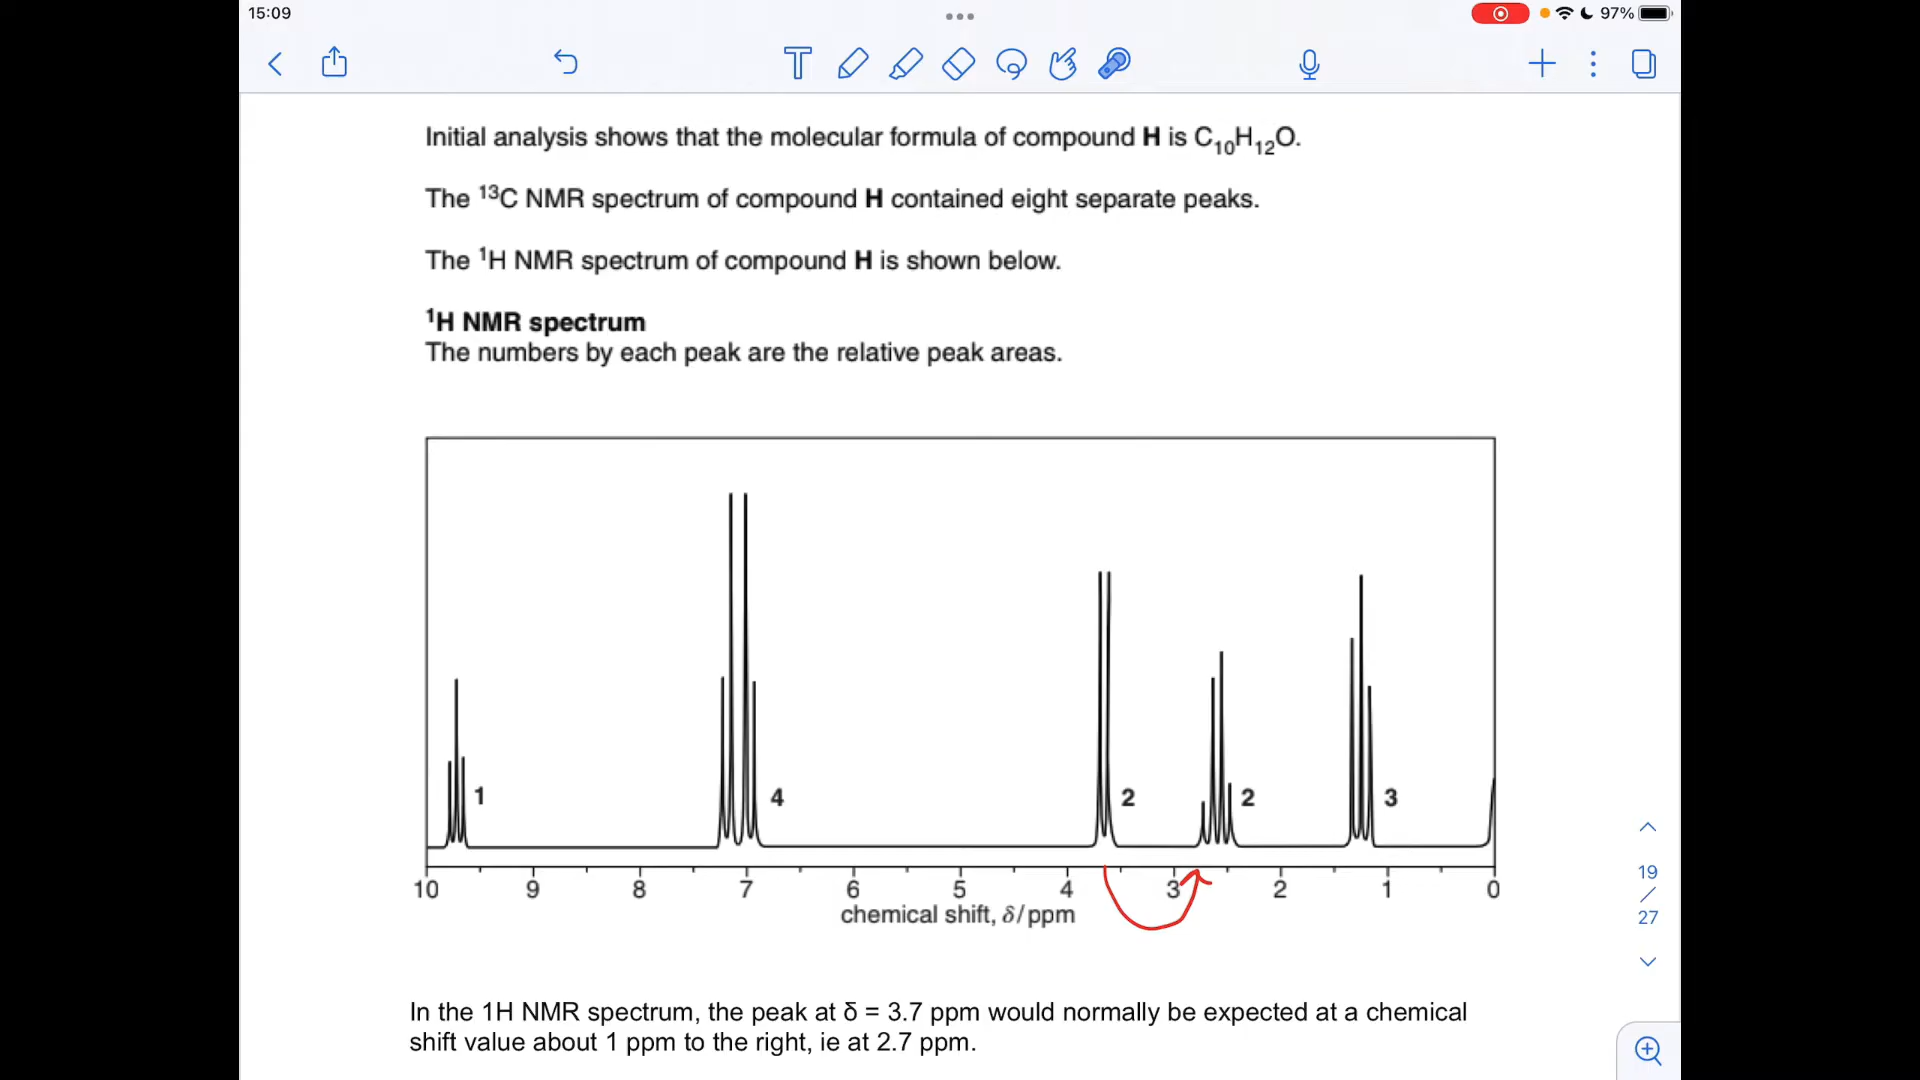 15:09
97%
T
Initial analysis shows that the molecular formula of compound H is C₁₀H₁₂O.
The ¹³C NMR spectrum of compound H contained eight separate peaks.
The ¹H NMR spectrum of compound H is shown below.
¹H NMR spectrum
The numbers by each peak are the relative peak areas.
1
4
2
2
3
10 9 8 7 6 5 4 3 2 1 0
chemical shift, δ/ppm
19
/
27
In the 1H NMR spectrum, the peak at δ = 3.7 ppm would normally be expected at a chemical
shift value about 1 ppm to the right, ie at 2.7 ppm.